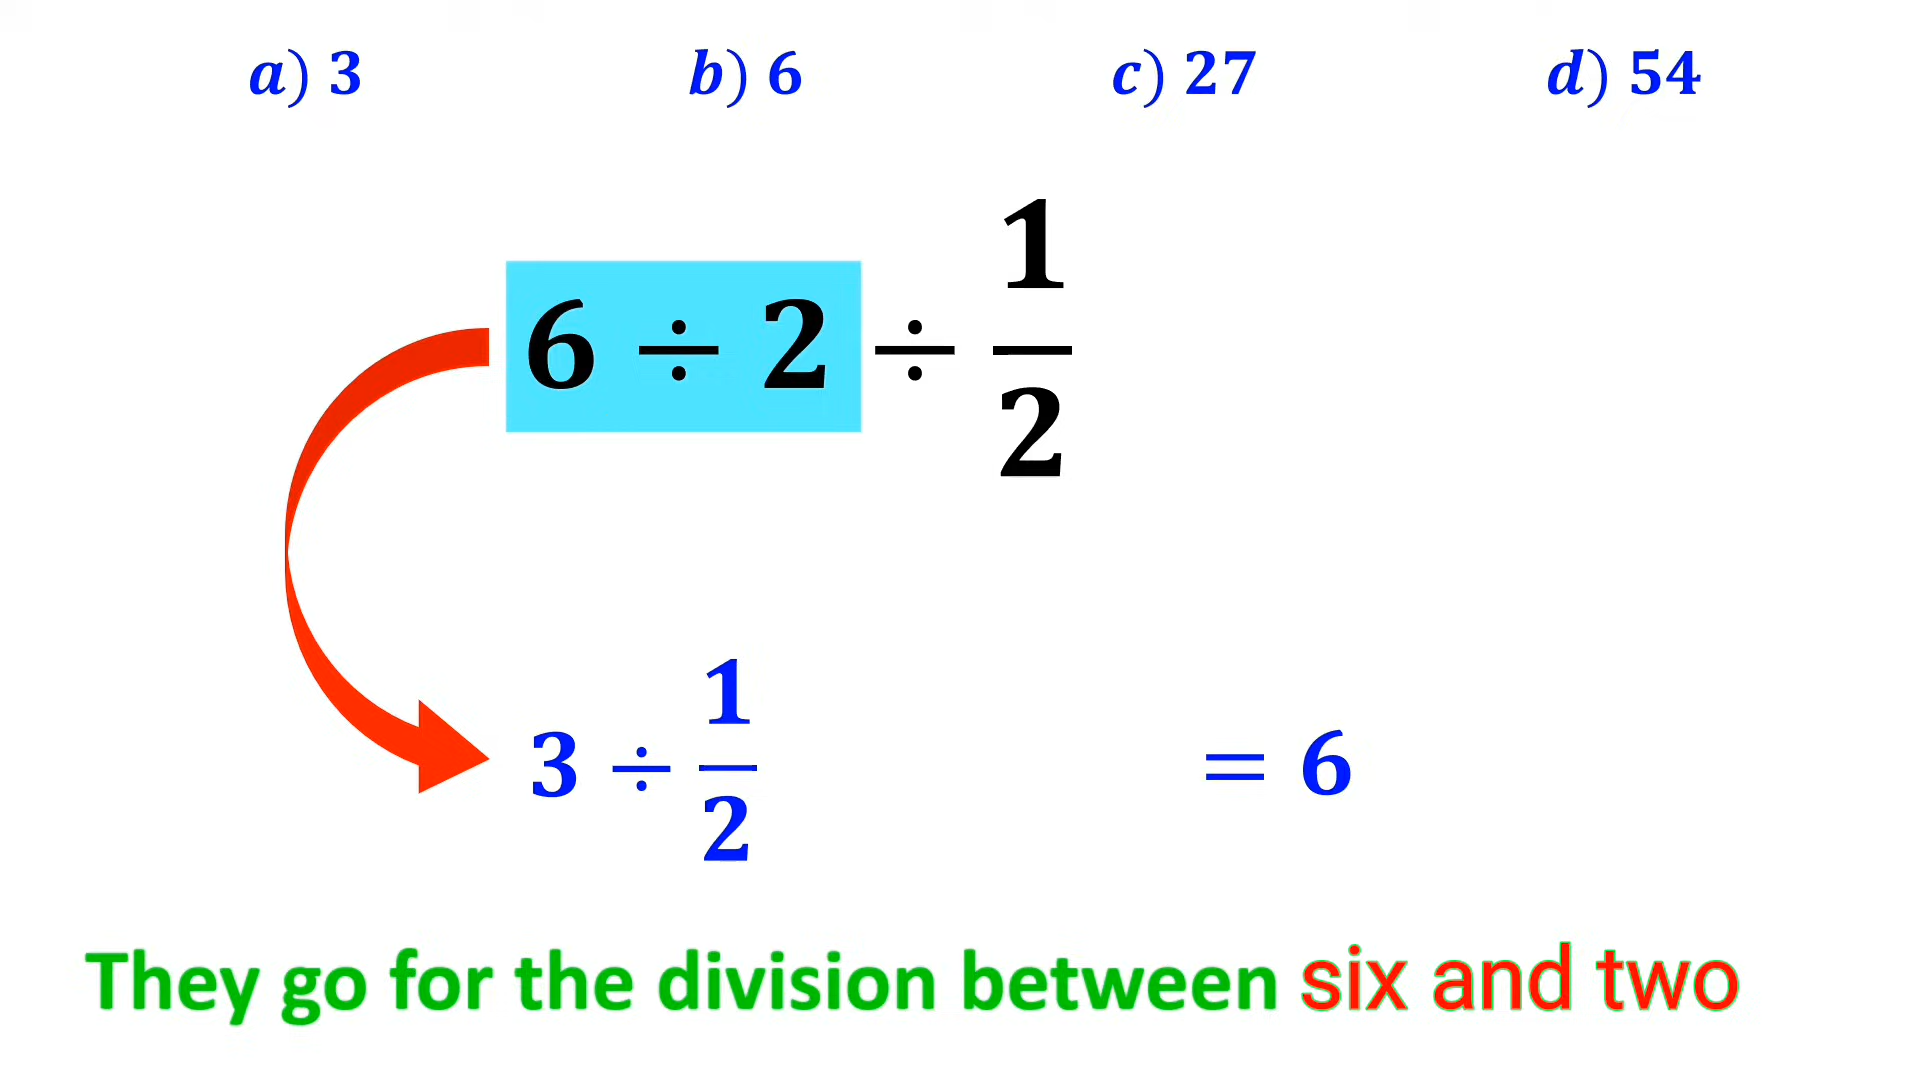 a) 3 b) 6 c) 27 d) 54
6 ÷ 2 ÷ 1/2
3 ÷ 1/2 = 6
They go for the division between six and two